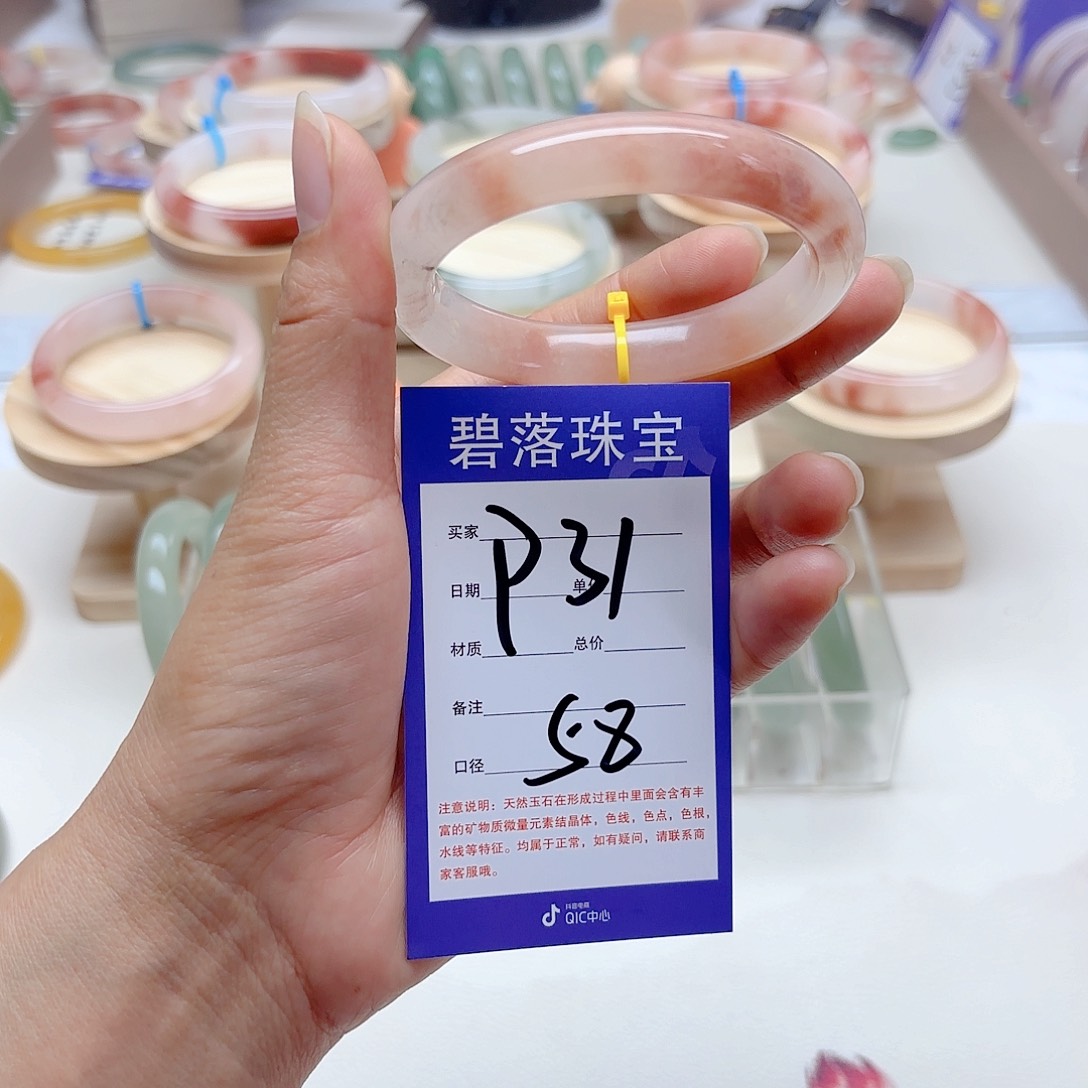 碧落珠宝
买家
P31
日期 单价
材质 总价
备注
口径 58
注意说明：天然玉石在形成过程中里面会含有丰
富的矿物质微量元素结晶体，色线，色点，色根，
水线等特征。均属于正常，如有疑问，请联系商
家客服哦。
抖音电商
QIC中心